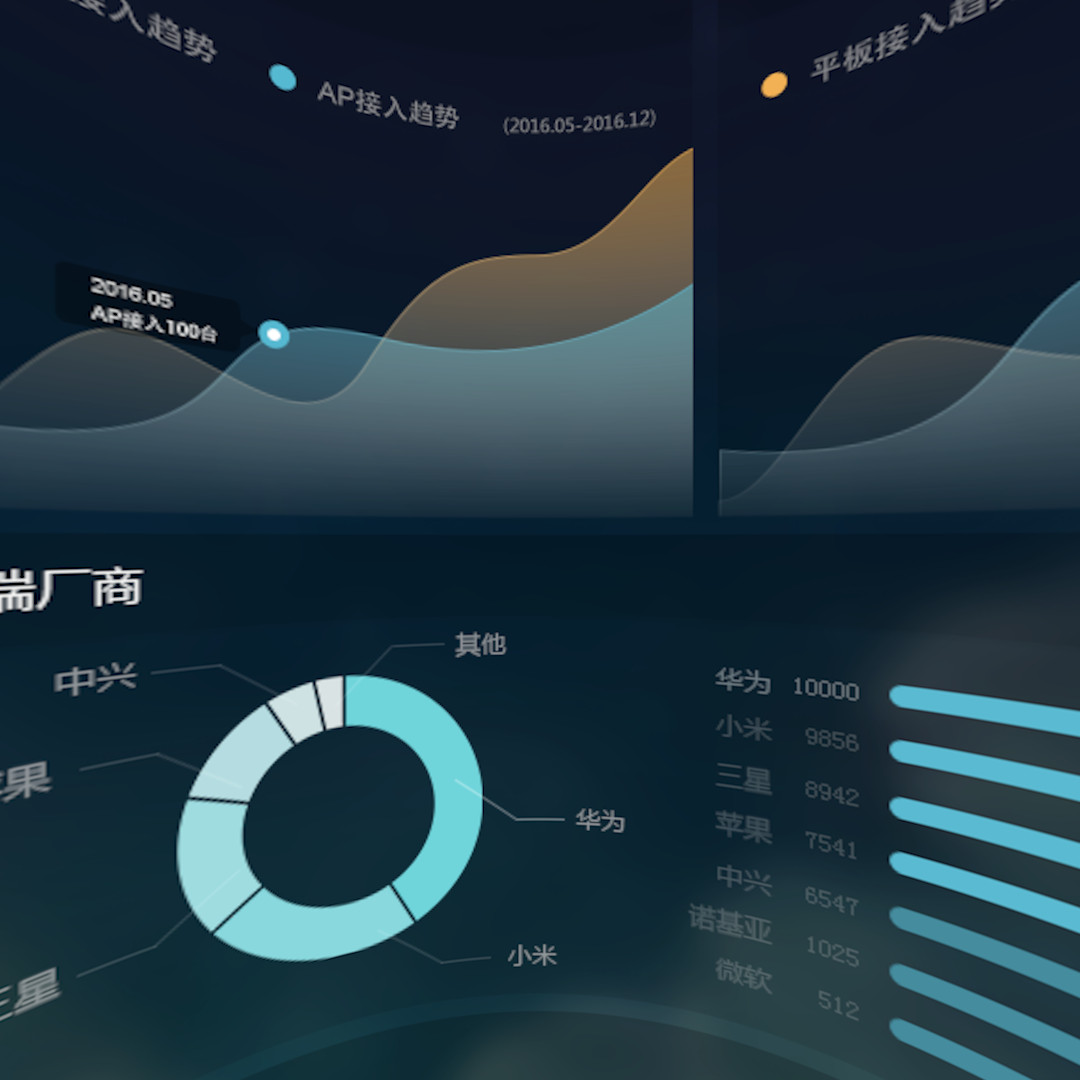 接入趋势
AP接入趋势
(2016.05-2016.12)
平板接入趋势
2016.05
AP接入100台
端厂商
其他
中兴
苹果
华为
小米
三星
华为 10000
小米 9856
三星 8942
苹果 7541
中兴 6547
诺基亚 1025
微软 512